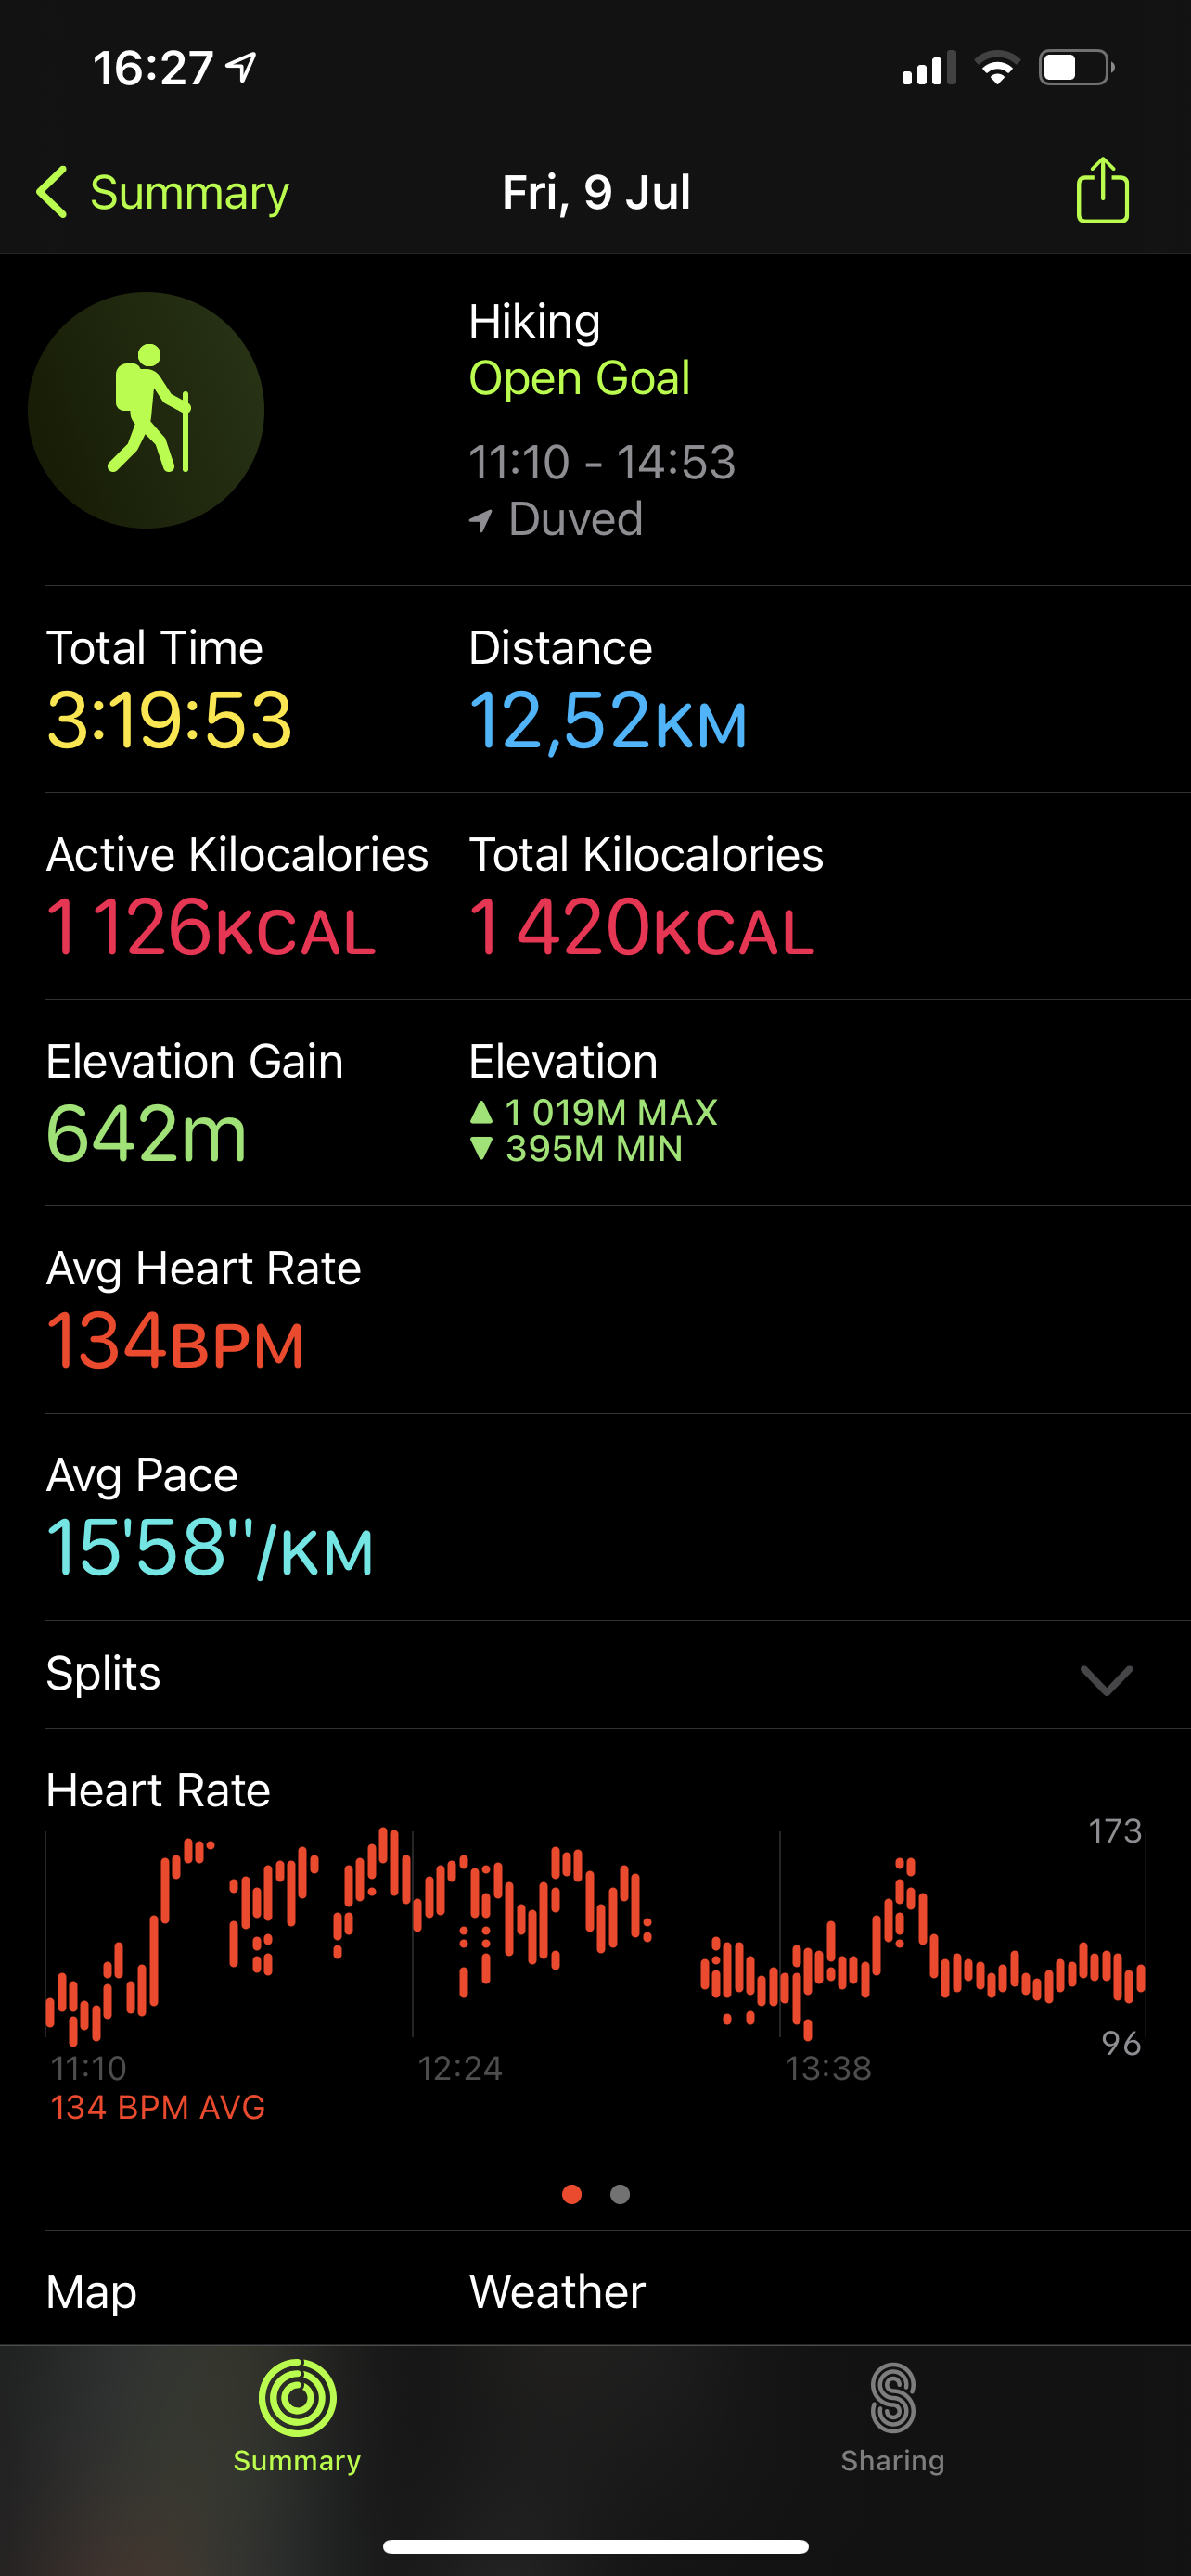 16:27
Summary
Fri, 9 Jul
Hiking
Open Goal
11:10 - 14:53
Duved
Total Time
Distance
3:19:53
12,52KM
Active Kilocalories
Total Kilocalories
1 126KCAL
1 420KCAL
Elevation Gain
Elevation
642m
1 019M MAX
395M MIN
Avg Heart Rate
134BPM
Avg Pace
15'58''/KM
Splits
Heart Rate
173
96
11:10
12:24
13:38
134 BPM AVG
Map
Weather
Summary
Sharing